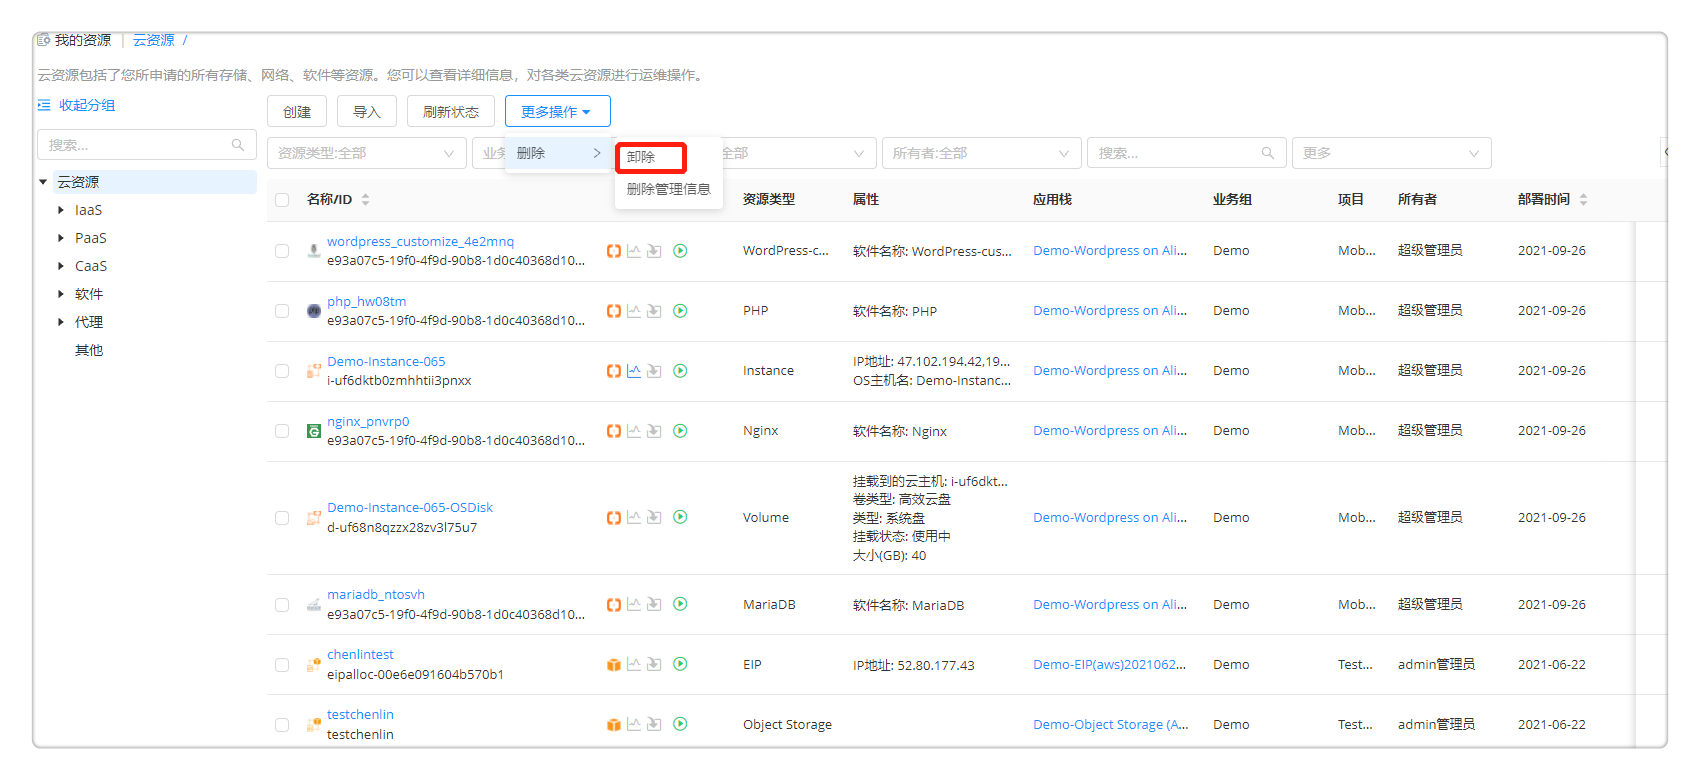 我的资源 云资源 /
云资源包括了您所申请的所有存储、网络、软件等资源。您可以查看详细信息，对各类云资源进行运维操作。
收起分组
创建 导入 刷新状态 更多操作
搜索...
资源类型:全部 业务 删除 > 卸除 全部 所有者:全部 搜索... 更多
删除管理信息
云资源
IaaS
PaaS
CaaS
软件
代理
其他
名称/ID 资源类型 属性 应用栈 业务组 项目 所有者 部署时间
wordpress_customize_4e2mnq
e93a07c5-19f0-4f9d-90b8-1d0c40368d10... WordPress-c... 软件名称: WordPress-cus... Demo-Wordpress on Ali... Demo Mob... 超级管理员 2021-09-26
php_hw08tm
e93a07c5-19f0-4f9d-90b8-1d0c40368d10... PHP 软件名称: PHP Demo-Wordpress on Ali... Demo Mob... 超级管理员 2021-09-26
Demo-Instance-065 IP地址: 47.102.194.42,19...
i-uf6dktb0zmhhtii3pnxx Instance OS主机名: Demo-Instanc... Demo-Wordpress on Ali... Demo Mob... 超级管理员 2021-09-26
nginx_pnvrp0
e93a07c5-19f0-4f9d-90b8-1d0c40368d10... Nginx 软件名称: Nginx Demo-Wordpress on Ali... Demo Mob... 超级管理员 2021-09-26
挂载到的云主机: i-uf6dkt...
卷类型: 高效云盘
Demo-Instance-065-OSDisk
d-uf68n8qzzx28zv3l75u7 Volume 类型: 系统盘 Demo-Wordpress on Ali... Demo Mob... 超级管理员 2021-09-26
挂载状态: 使用中
大小(GB): 40
mariadb_ntosvh
e93a07c5-19f0-4f9d-90b8-1d0c40368d10... MariaDB 软件名称: MariaDB Demo-Wordpress on Ali... Demo Mob... 超级管理员 2021-09-26
chenlintest
eipalloc-00e6e091604b570b1 EIP IP地址: 52.80.177.43 Demo-EIP(aws)2021062... Demo Test... admin管理员 2021-06-22
testchenlin
testchenlin Object Storage Demo-Object Storage (A... Demo Test... admin管理员 2021-06-22